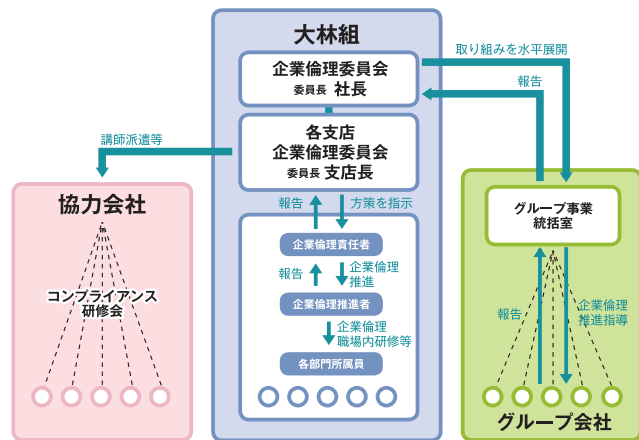 大林組
企業倫理委員会
委員長 社長
各支店
企業倫理委員会
委員長 支店長
取り組みを水平展開
報告
講師派遣等
協力会社
コンプライアンス
研修会
報告
方策を指示
企業倫理責任者
報告
企業倫理
推進
企業倫理推進者
企業倫理
職場内研修等
各部門所属員
グループ事業
統括室
報告
企業倫理
推進指導
グループ会社